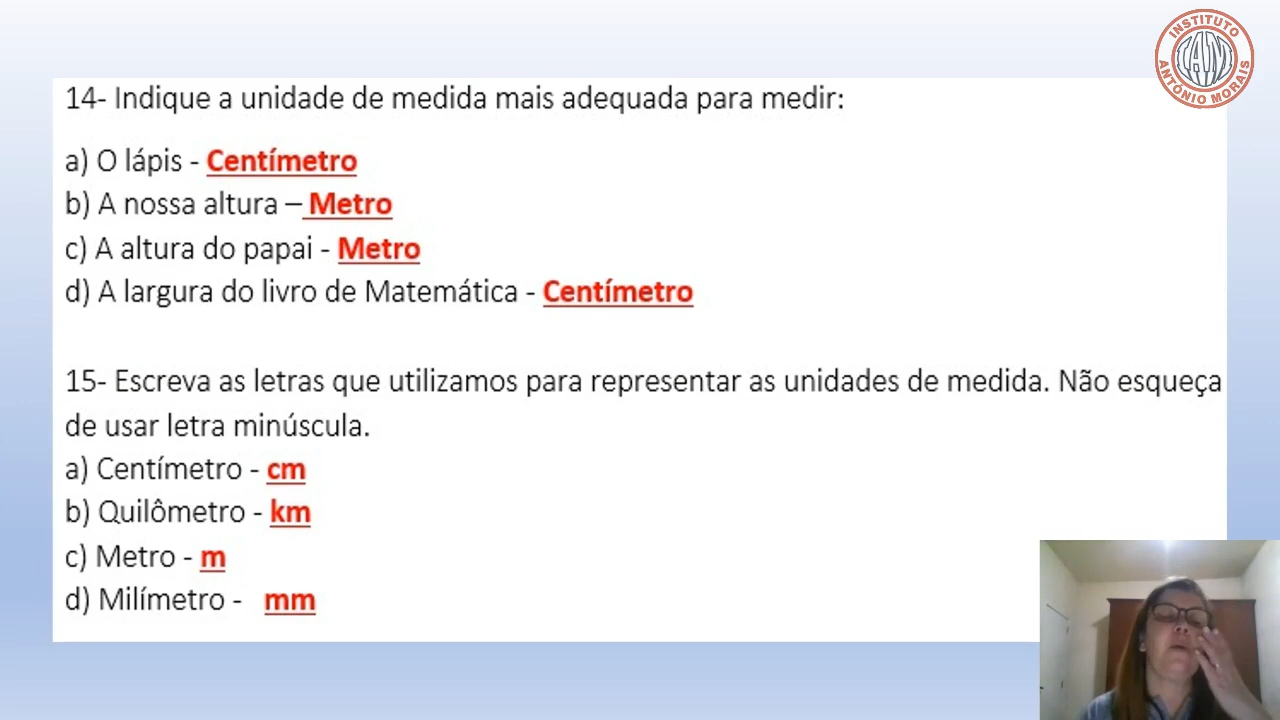 INSTITUTO
IAM
ANTÔNIO MORAIS
14- Indique a unidade de medida mais adequada para medir:
a) O lápis - Centímetro
b) A nossa altura – Metro
c) A altura do papai - Metro
d) A largura do livro de Matemática - Centímetro
15- Escreva as letras que utilizamos para representar as unidades de medida. Não esqueça
de usar letra minúscula.
a) Centímetro - cm
b) Quilômetro - km
c) Metro - m
d) Milímetro - mm